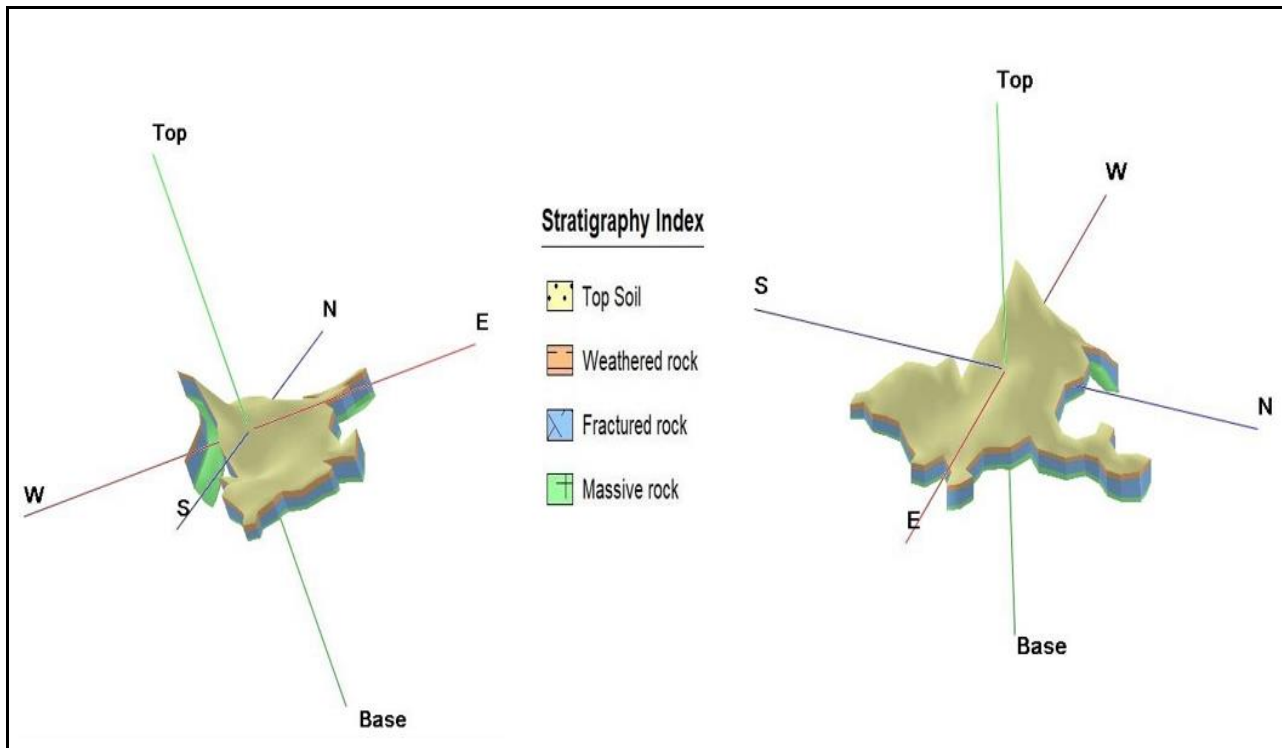 Top
N
E
W
S
Base
Stratigraphy Index
Top Soil
Weathered rock
Fractured rock
Massive rock
Top
W
S
N
E
Base